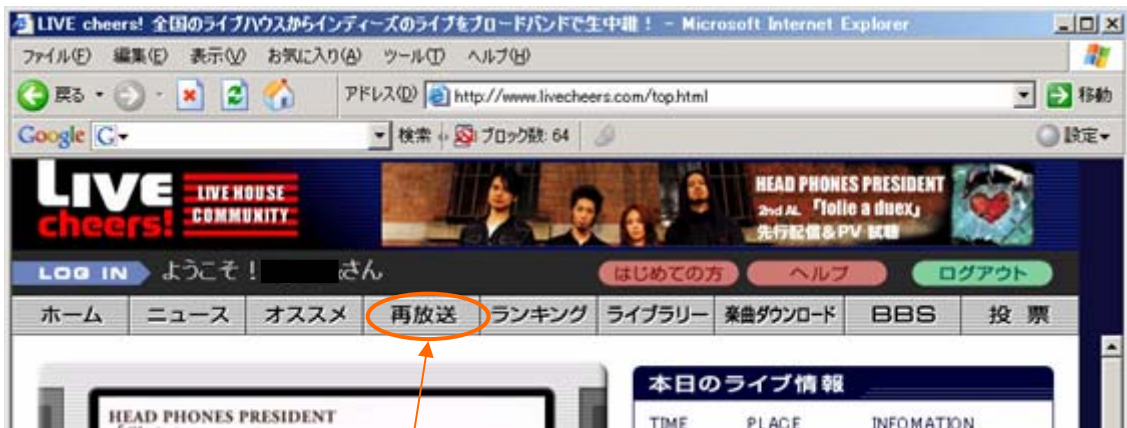 LIVE cheers! 全国のライブハウスからインディーズのライブをブロードバンドで生中継! - Microsoft Internet Explorer
ファイル(F) 編集(E) 表示(V) お気に入り(A) ツール(T) ヘルプ(H)
戻る アドレス(D) http://www.livecheers.com/top.html 移動
Google G 検索 ブロック数: 64 設定
LIVE cheers! LIVE HOUSE COMMUNITY
HEAD PHONES PRESIDENT
2nd AL 「folie a duex」
先行配信&PV 試聴
LOG IN ようこそ! さん はじめての方 ヘルプ ログアウト
ホーム ニュース オススメ 再放送 ランキング ライブラリー 楽曲ダウンロード BBS 投票
本日のライブ情報
HEAD PHONES PRESIDENT
TIME PLACE INFOMATION